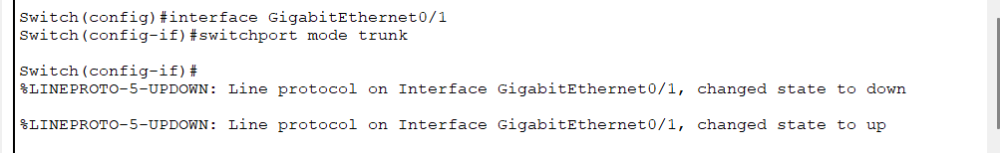 Switch(config)#interface GigabitEthernet0/1
Switch(config-if)#switchport mode trunk
Switch(config-if)#
%LINEPROTO-5-UPDOWN: Line protocol on Interface GigabitEthernet0/1, changed state to down
%LINEPROTO-5-UPDOWN: Line protocol on Interface GigabitEthernet0/1, changed state to up